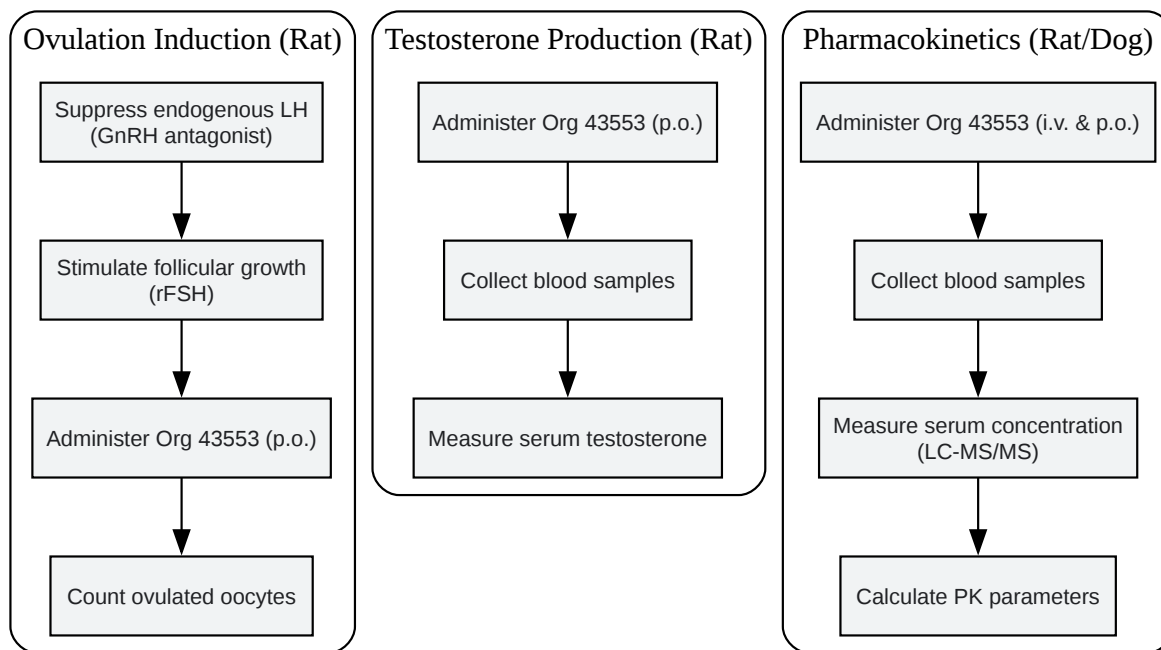 Ovulation Induction (Rat)
Suppress endogenous LH
(GnRH antagonist)
Stimulate follicular growth
(rFSH)
Administer Org 43553 (p.o.)
Count ovulated oocytes
Testosterone Production (Rat)
Administer Org 43553 (p.o.)
Collect blood samples
Measure serum testosterone
Pharmacokinetics (Rat/Dog)
Administer Org 43553 (i.v. & p.o.)
Collect blood samples
Measure serum concentration
(LC-MS/MS)
Calculate PK parameters